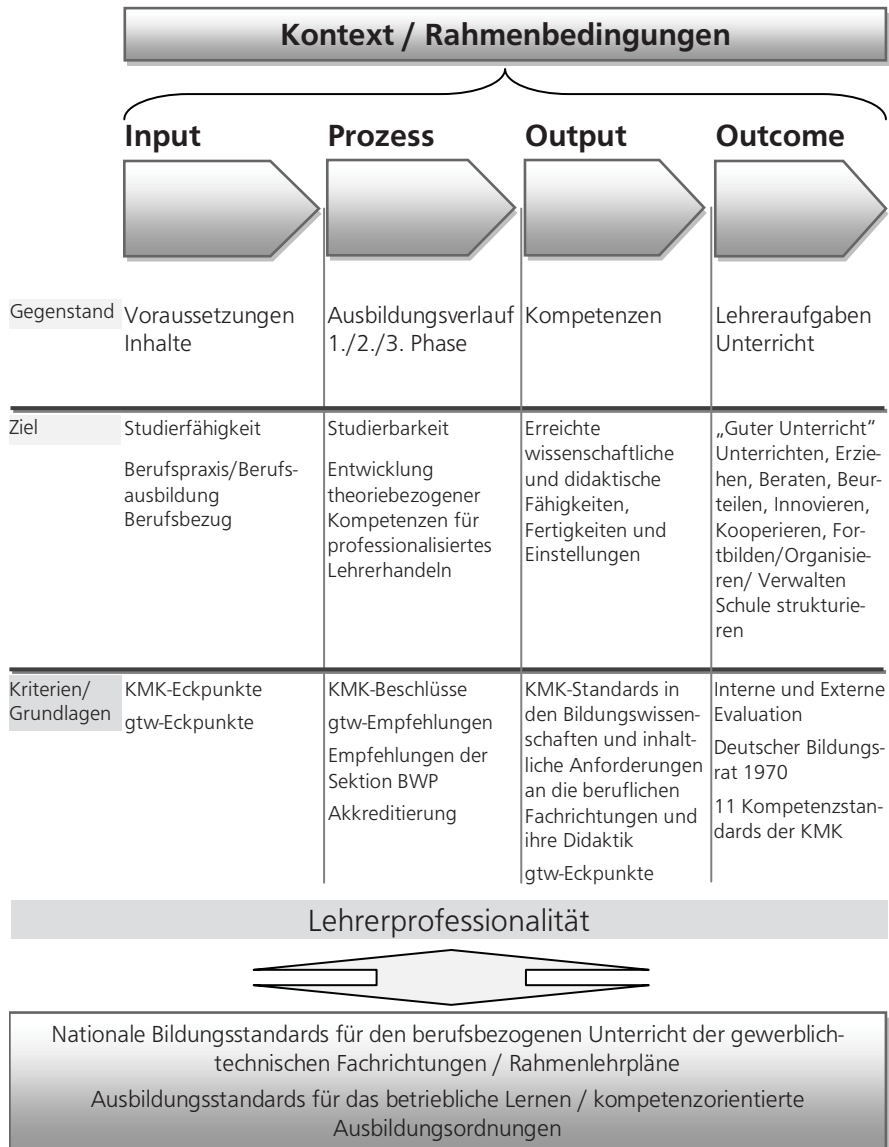 Kontext / Rahmenbedingungen
Input
Prozess
Output
Outcome
Gegenstand
Voraussetzungen
Inhalte
Ausbildungsverlauf
1./2./3. Phase
Kompetenzen
Lehreraufgaben
Unterricht
Ziel
Studierfähigkeit
Berufspraxis/Berufs-
ausbildung
Berufsbezug
Studierbarkeit
Entwicklung
theoriebezogener
Kompetenzen für
professionalisiertes
Lehrerhandeln
Erreichte
wissenschaftliche
und didaktische
Fähigkeiten,
Fertigkeiten und
Einstellungen
„Guter Unterricht“
Unterrichten, Erzie-
hen, Beraten, Beur-
teilen, Innovieren,
Kooperieren, For-
bilden/Organisie-
ren/ Verwalten
Schule strukturie-
ren
Kriterien/
Grundlagen
KMK-Eckpunkte
gtw-Eckpunkte
KMK-Beschlüsse
gtw-Empfehlungen
Empfehlungen der
Sektion BWP
Akkreditierung
KMK-Standards in
den Bildungswissen-
schaften und inhalt-
liche Anforderungen
an die beruflichen
Fachrichtungen und
ihre Didaktik
gtw-Eckpunkte
Interne und Externe
Evaluation
Deutscher Bildungs-
rat 1970
11 Kompetenzstan-
dards der KMK
Lehrerprofessionalität
Nationale Bildungsstandards für den berufsbezogenen Unterricht der gewerblich-
technischen Fachrichtungen / Rahmenlehrpläne
Ausbildungsstandards für das betriebliche Lernen / kompetenzorientierte
Ausbildungsordnungen